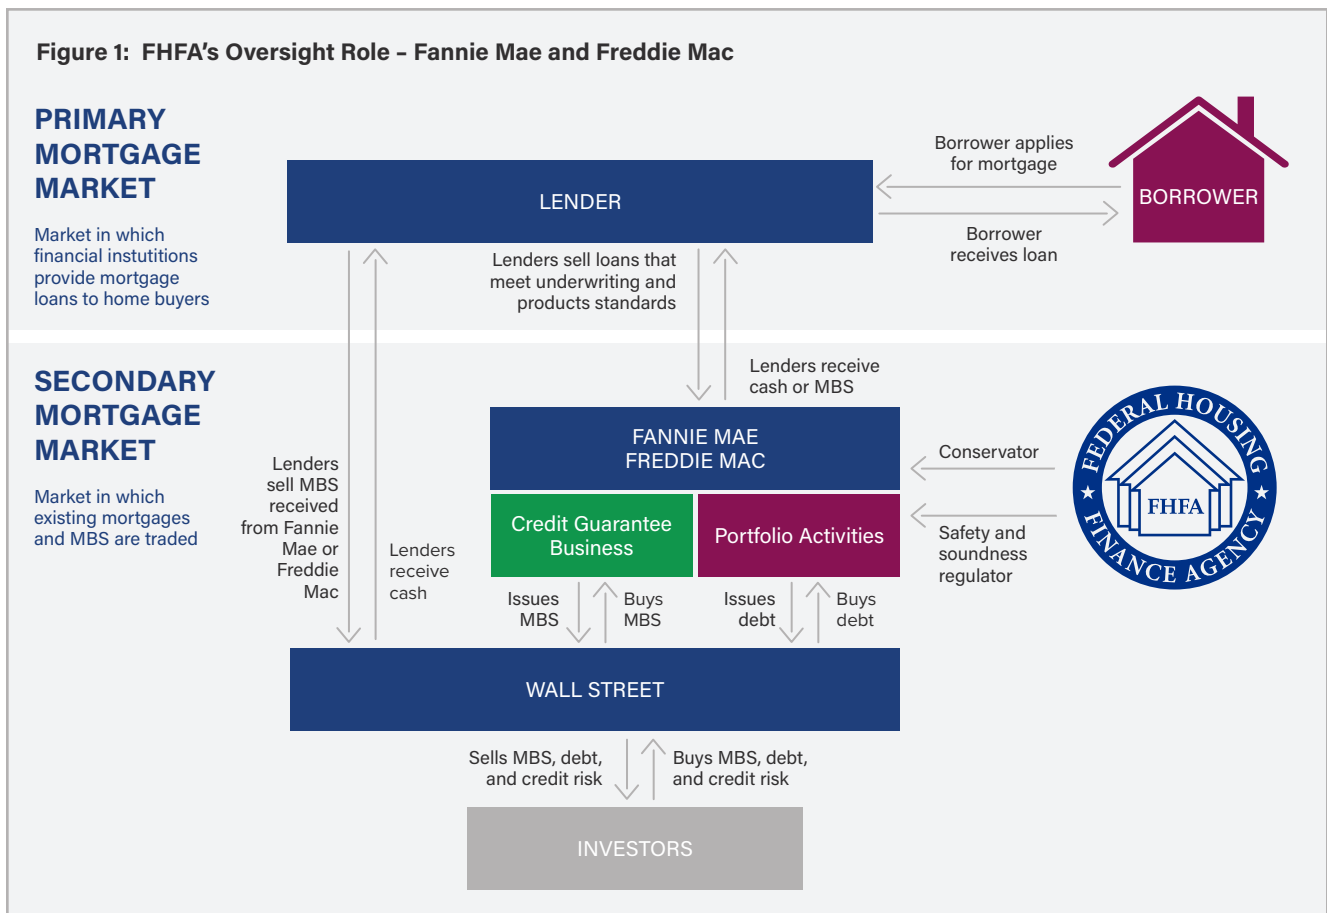 Figure 1: FHFA's Oversight Role – Fannie Mae and Freddie Mac
PRIMARY
MORTGAGE
MARKET
Market in which
financial instutitions
provide mortgage
loans to home buyers
LENDER
Borrower applies
for mortgage
BORROWER
Borrower
receives loan
Lenders sell loans that
meet underwriting and
products standards
Lenders receive
cash or MBS
SECONDARY
MORTGAGE
MARKET
Market in which
existing mortgages
and MBS are traded
Lenders
sell MBS
received
from Fannie
Mae or
Freddie
Mac
Lenders
receive
cash
FANNIE MAE
FREDDIE MAC
Credit Guarantee
Business
Portfolio Activities
Conservator
Safety and
soundness
regulator
FEDERAL HOUSING
FHFA
FINANCE AGENCY
Issues
MBS
Buys
MBS
Issues
debt
Buys
debt
WALL STREET
Sells MBS, debt,
and credit risk
Buys MBS, debt,
and credit risk
INVESTORS